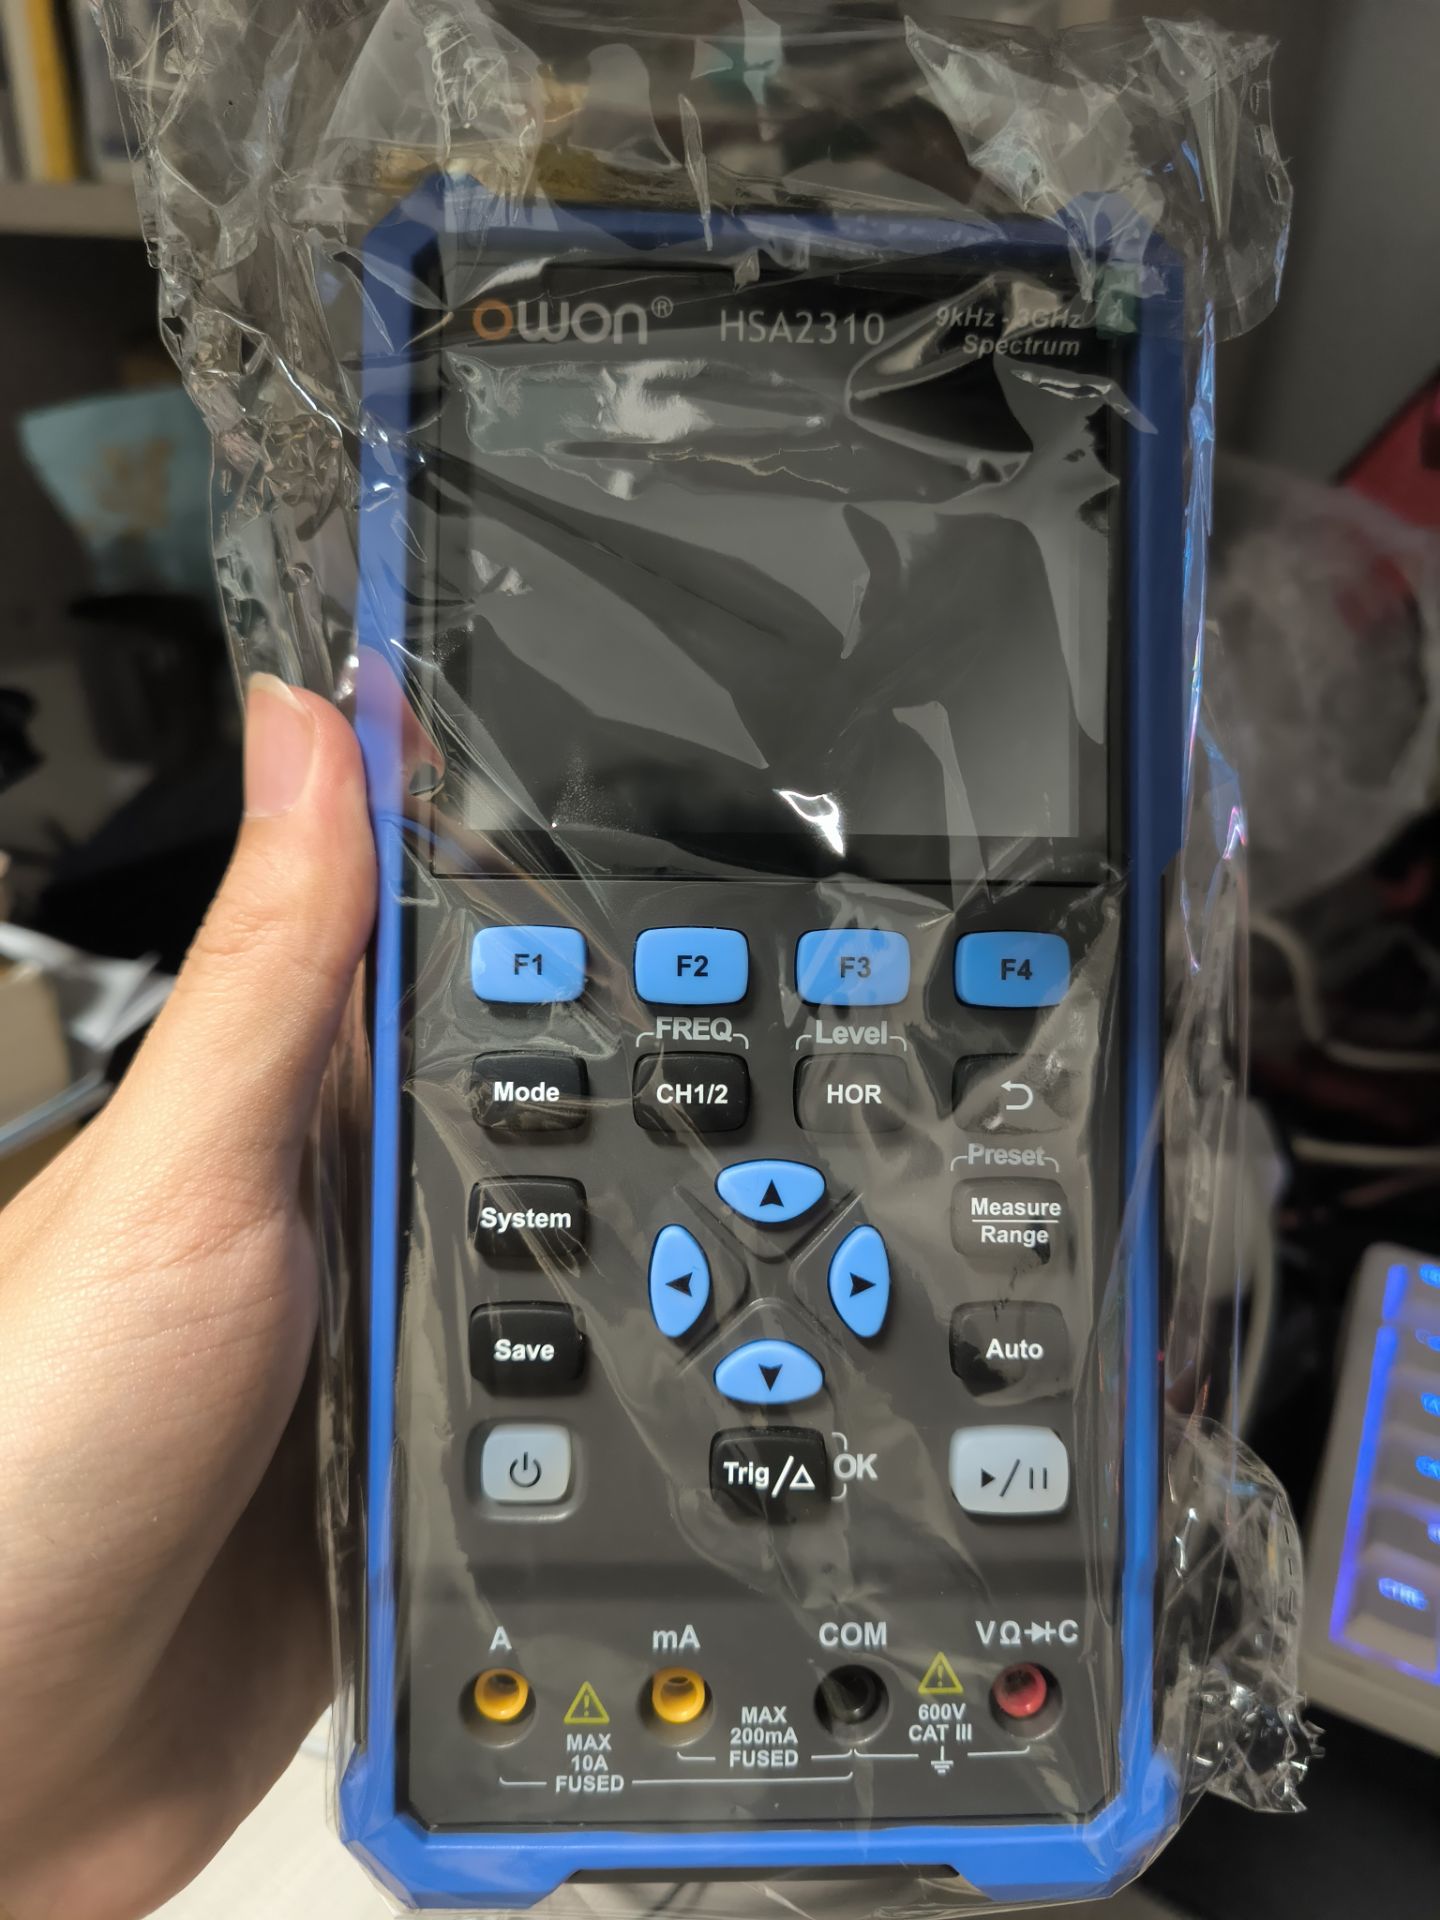 owon® HSA2310 9kHz - 3GHz
Spectrum
F1 F2 F3 F4
FREQ Level
Mode CH1/2 HOR
Preset
System Measure
Range
Save Auto
Trig/△ OK
A mA COM VΩC
MAX
10A
FUSED
MAX
200mA
FUSED
600V
CAT III